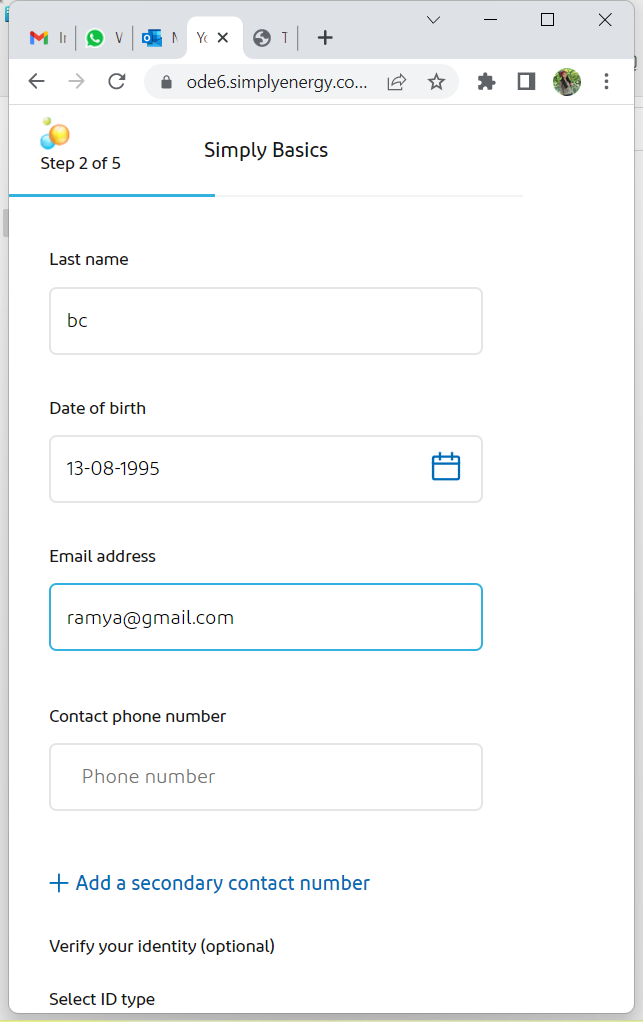 ode6.simplyenergy.co...
Step 2 of 5
Simply Basics
Last name
bc
Date of birth
13-08-1995
Email address
ramya@gmail.com
Contact phone number
Phone number
+ Add a secondary contact number
Verify your identity (optional)
Select ID type